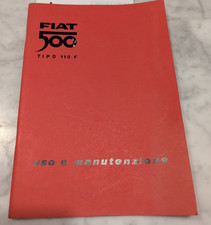 FIAT
500
TIPO 110 F
uso e manutenzione